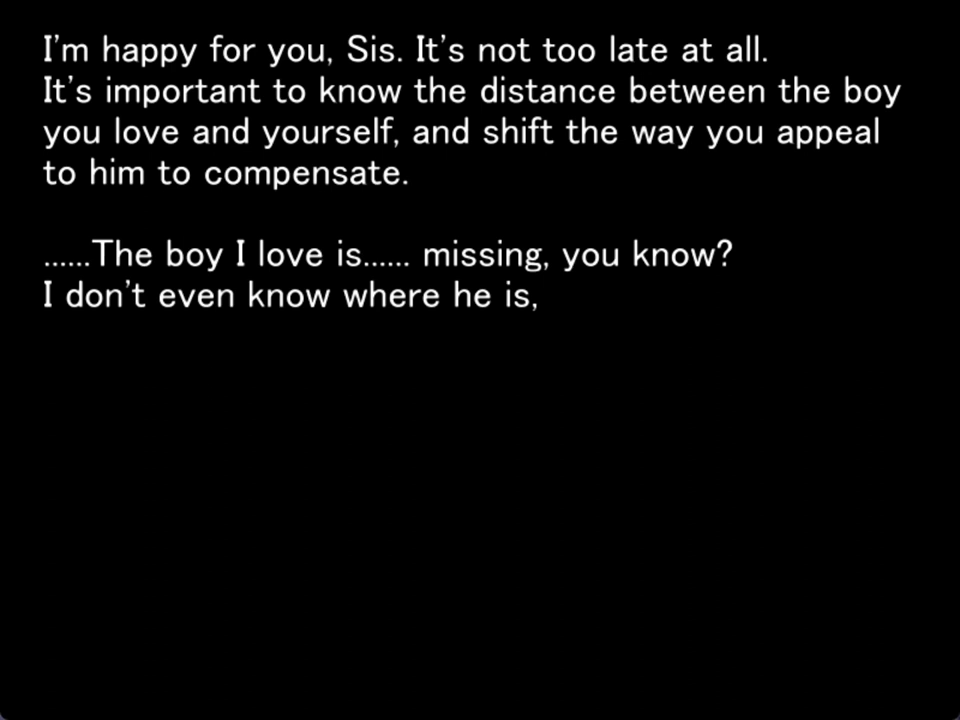 I'm happy for you, Sis. It's not too late at all.
It's important to know the distance between the boy
you love and yourself, and shift the way you appeal
to him to compensate.
......The boy I love is...... missing, you know?
I don't even know where he is,